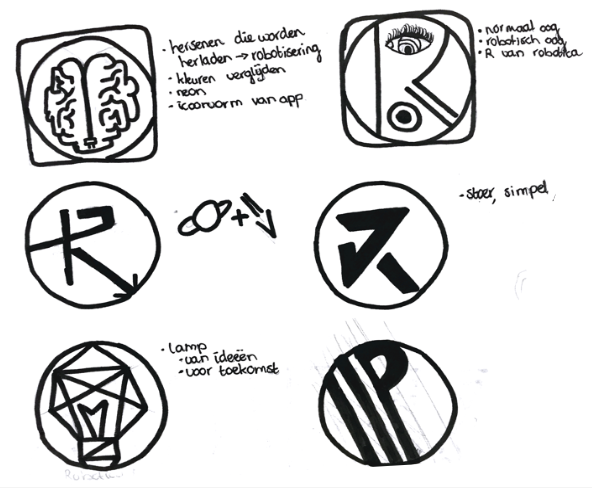 · hersenen die worden
herladen → robotisering
· kleuren verglijden
· neon
· icoonvorm van app
· normaal oog
· robotisch oog
· R van robotica
- stoer, simpel
· Lamp
- van ideeën
- voor toekomst